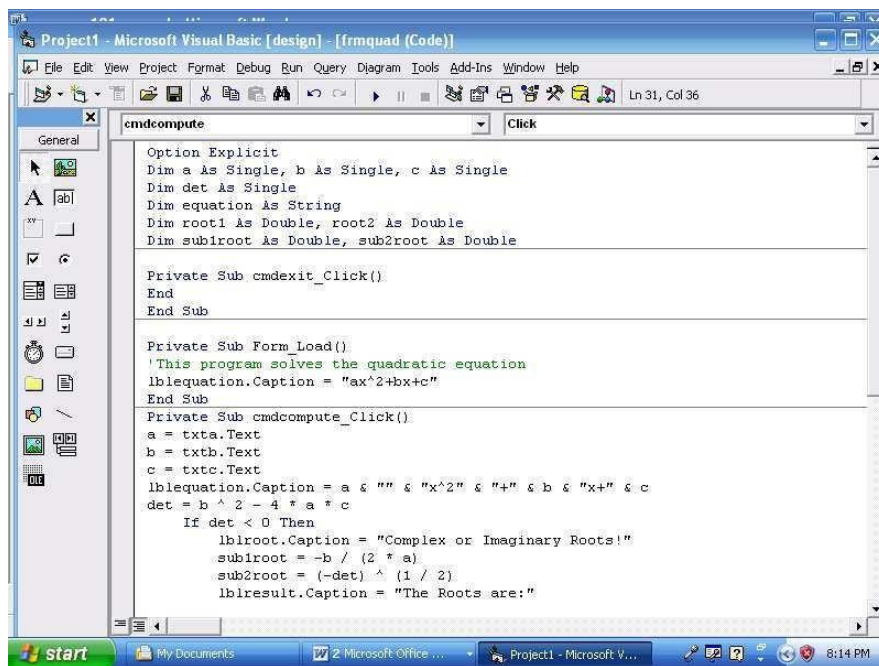 Project1 - Microsoft Visual Basic [design] - [frmquad (Code)]
File Edit View Project Format Debug Run Query Diagram Tools Add-Ins Window Help
Ln 31, Col 36
General
cmdcompute Click
Option Explicit
Dim a As Single, b As Single, c As Single
Dim det As Single
Dim equation As String
Dim root1 As Double, root2 As Double
Dim sub1root As Double, sub2root As Double
Private Sub cmdexit_Click()
End
End Sub
Private Sub Form_Load()
'This program solves the quadratic equation
lblequation.Caption = "ax^2+bx+c"
End Sub
Private Sub cmdcompute_Click()
a = txta.Text
b = txtb.Text
c = txtc.Text
lblequation.Caption = a & "" & "x^2" & "+" & b & "x+" & c
det = b ^ 2 - 4 * a * c
If det < 0 Then
lblroot.Caption = "Complex or Imaginary Roots!"
sub1root = -b / (2 * a)
sub2root = (-det) ^ (1 / 2)
lblresult.Caption = "The Roots are:"
A
ab|
xv
OLE
start My Documents 2 Microsoft Office ... Project1 - Microsoft V... 8:14 PM